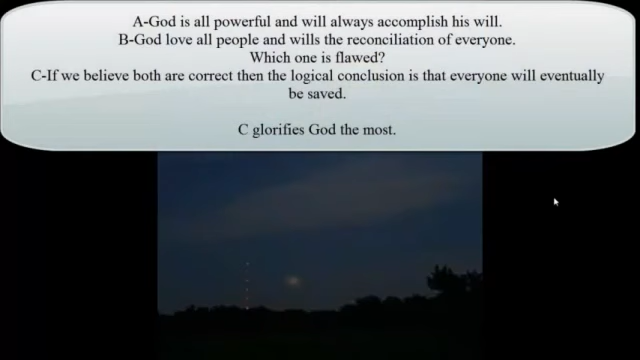 A-God is all powerful and will always accomplish his will.
B-God love all people and wills the reconciliation of everyone.
Which one is flawed?
C-If we believe both are correct then the logical conclusion is that everyone will eventually
be saved.
C glorifies God the most.